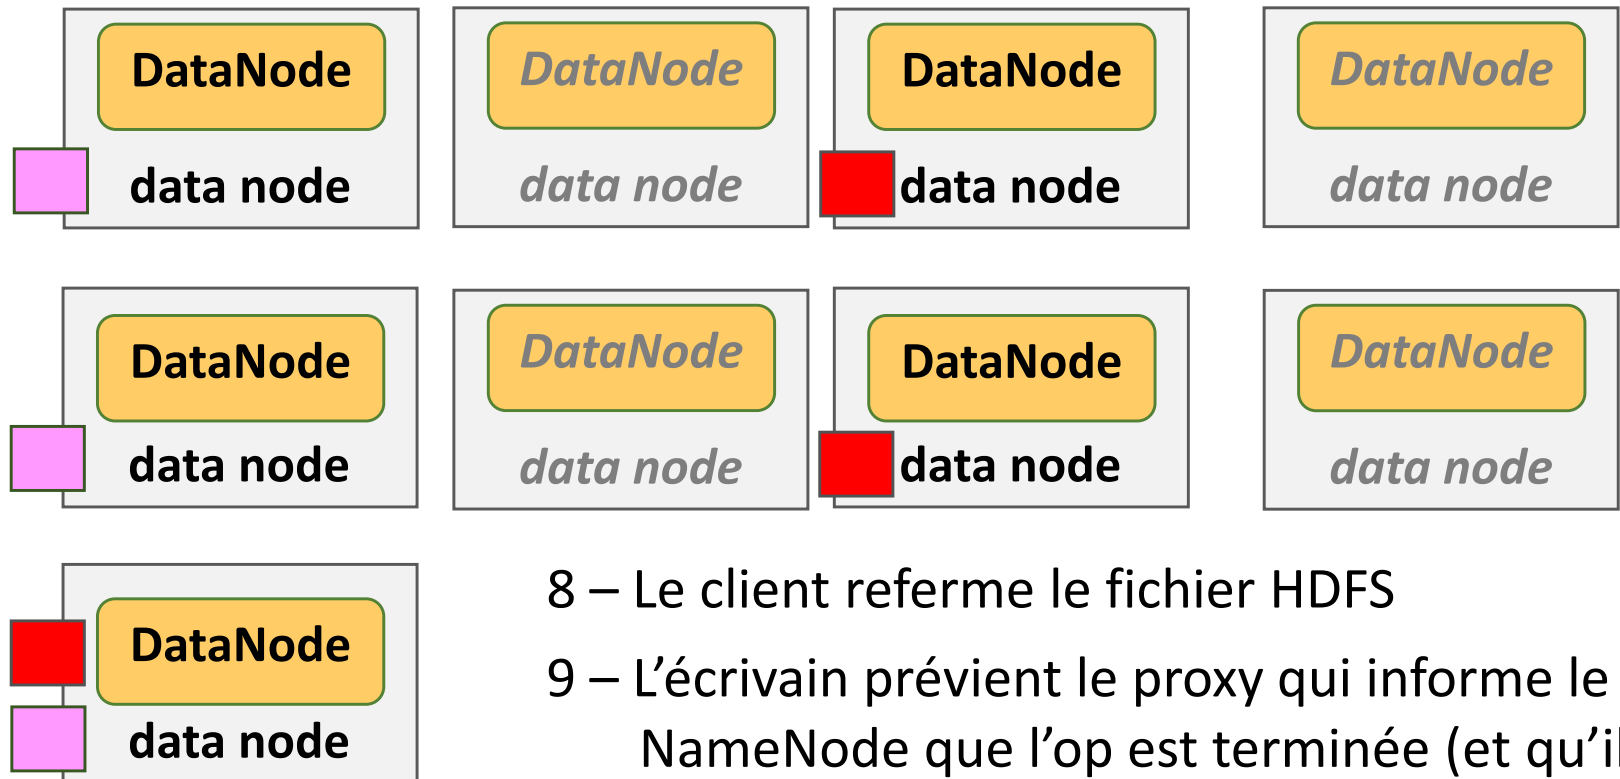 DataNode
data node
DataNode
data node
DataNode
data node
DataNode
data node
DataNode
data node
DataNode
data node
DataNode
data node
DataNode
data node
DataNode
data node
8 – Le client referme le fichier HDFS
9 – L’écrivain prévient le proxy qui informe le
NameNode que l’op est terminée (et qu’il